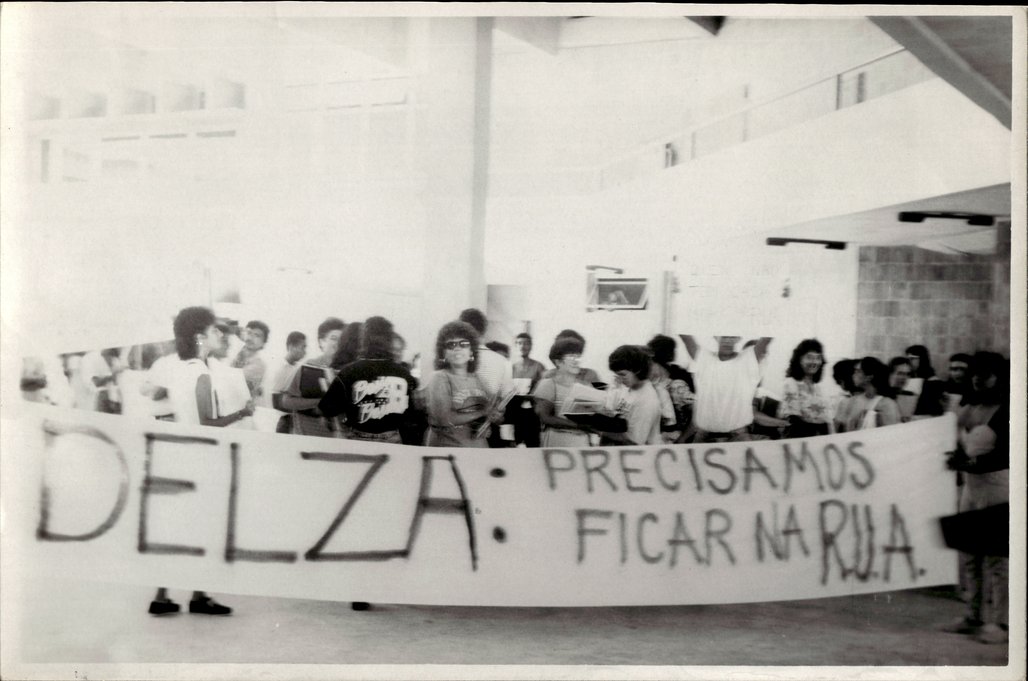 DELZA:
PRECISAMOS
FICAR NA R.U.A.